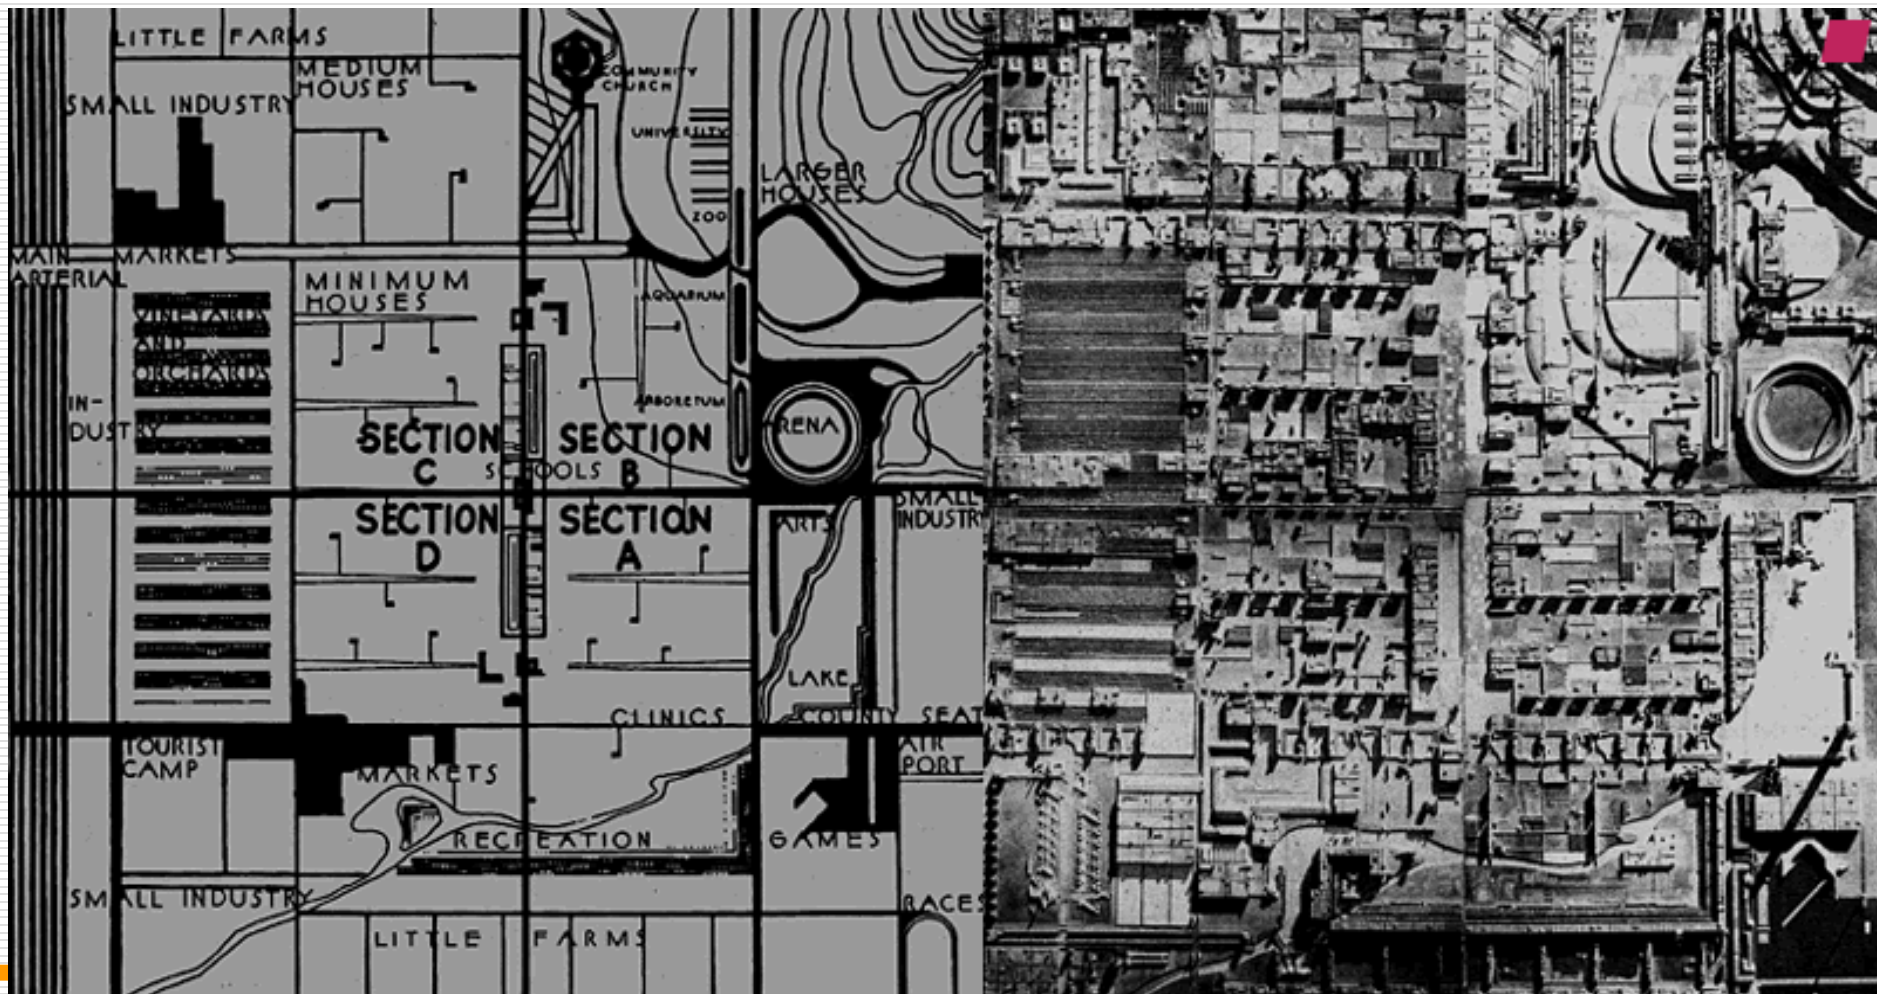 LITTLE FARMS
MEDIUM
HOUSES
COMMUNITY
CHURCH
SMALL INDUSTRY
UNIVERSITY
LARGER
HOUSES
ZOO
MAIN
ARTERIAL
MARKETS
MINIMUM
HOUSES
AQUARIUM
VINEYARDS
AND
ORCHARDS
IN-
DUSTRY
ARBORETUM
ARENA
SECTION
C
SECTION
B
SCHOOLS
SECTION
D
SECTION
A
ARTS
SMALL
INDUSTRY
LAKE
CLINICS
COUNTY SEAT
TOURIST
CAMP
MARKETS
AIR
PORT
RECREATION
GAMES
SMALL INDUSTRY
RACES
LITTLE FARMS